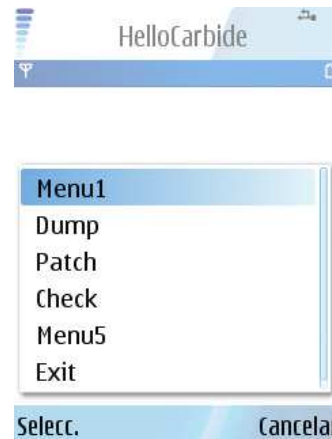 HelloCarbide
Menu1
Dump
Patch
Check
Menu5
Exit
Selecc. Cancela